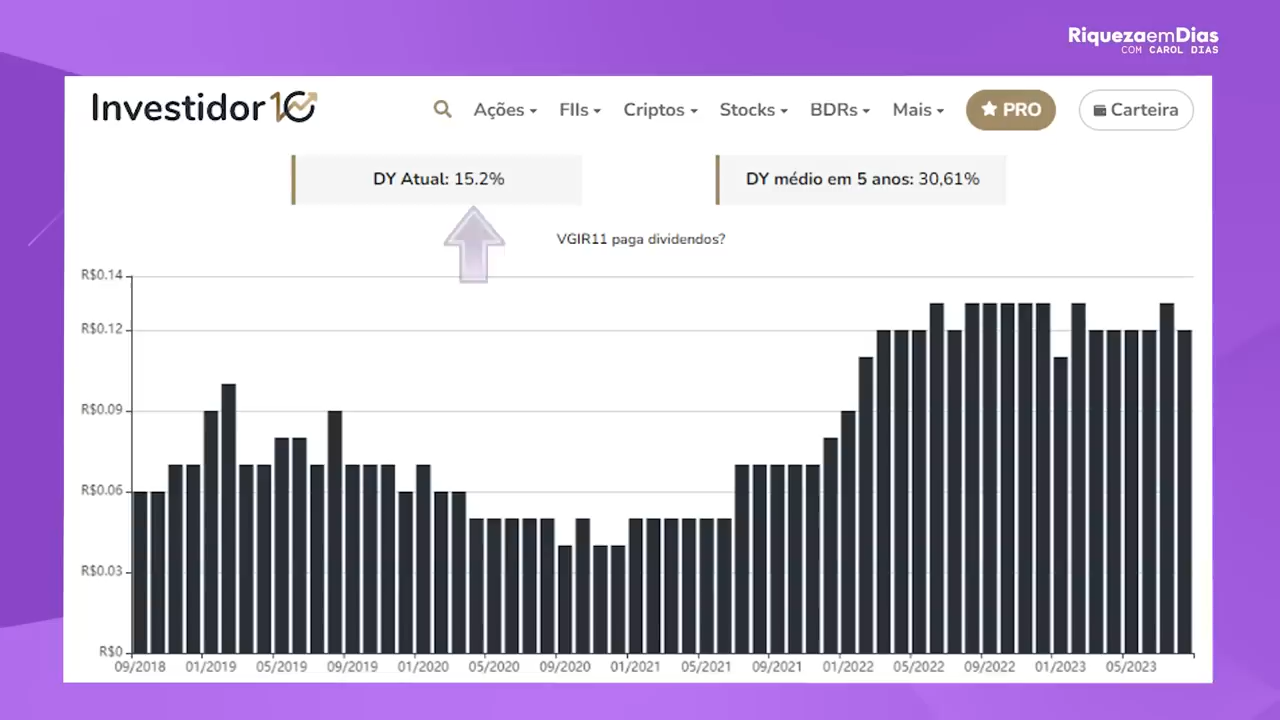 RiquezaemDias
COM CAROL DIAS
Investidor10
Ações
FIIs
Criptos
Stocks
BDRs
Mais
PRO
Carteira
DY Atual: 15.2%
DY médio em 5 anos: 30,61%
VGIR11 paga dividendos?
R$0.14
R$0.12
R$0.09
R$0.06
R$0.03
R$0
09/2018 01/2019 05/2019 09/2019 01/2020 05/2020 09/2020 01/2021 05/2021 09/2021 01/2022 05/2022 09/2022 01/2023 05/2023